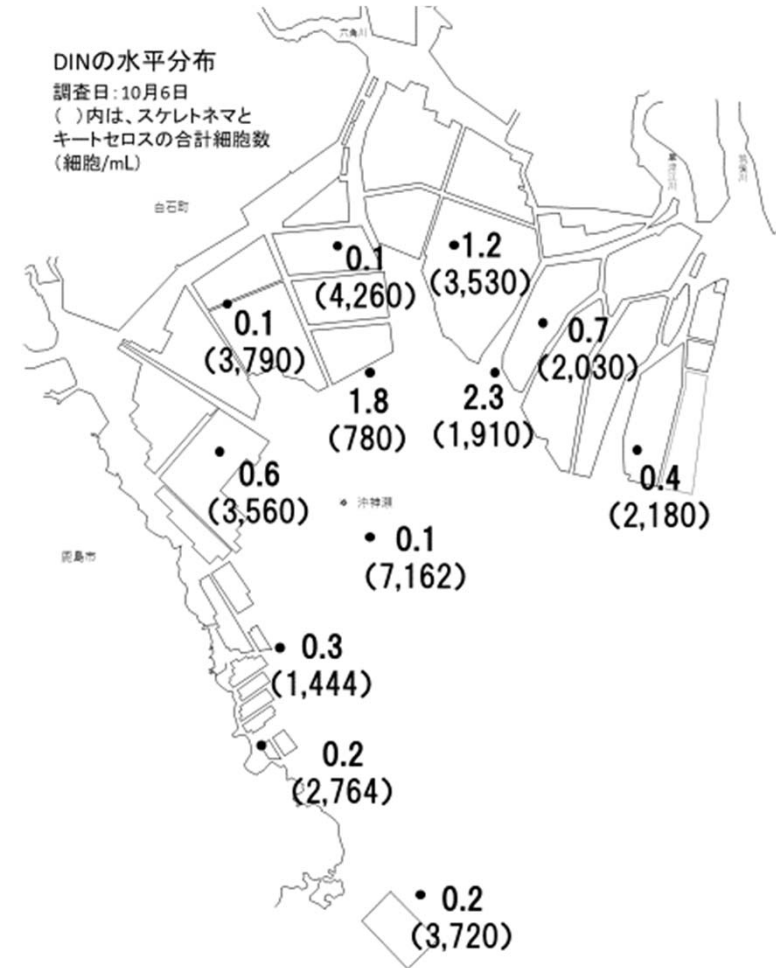 DINの水平分布
調査日:10月6日
( )内は、スケレトネマと
キートセロスの合計細胞数
(細胞/mL)
六角川
白石町
0.1
(4,260)
1.2
(3,530)
0.1
(3,790)
0.7
(2,030)
1.8
(780)
2.3
(1,910)
0.6
(3,560)
0.4
(2,180)
沖神瀬
0.1
(7,162)
鹿島市
0.3
(1,444)
0.2
(2,764)
0.2
(3,720)